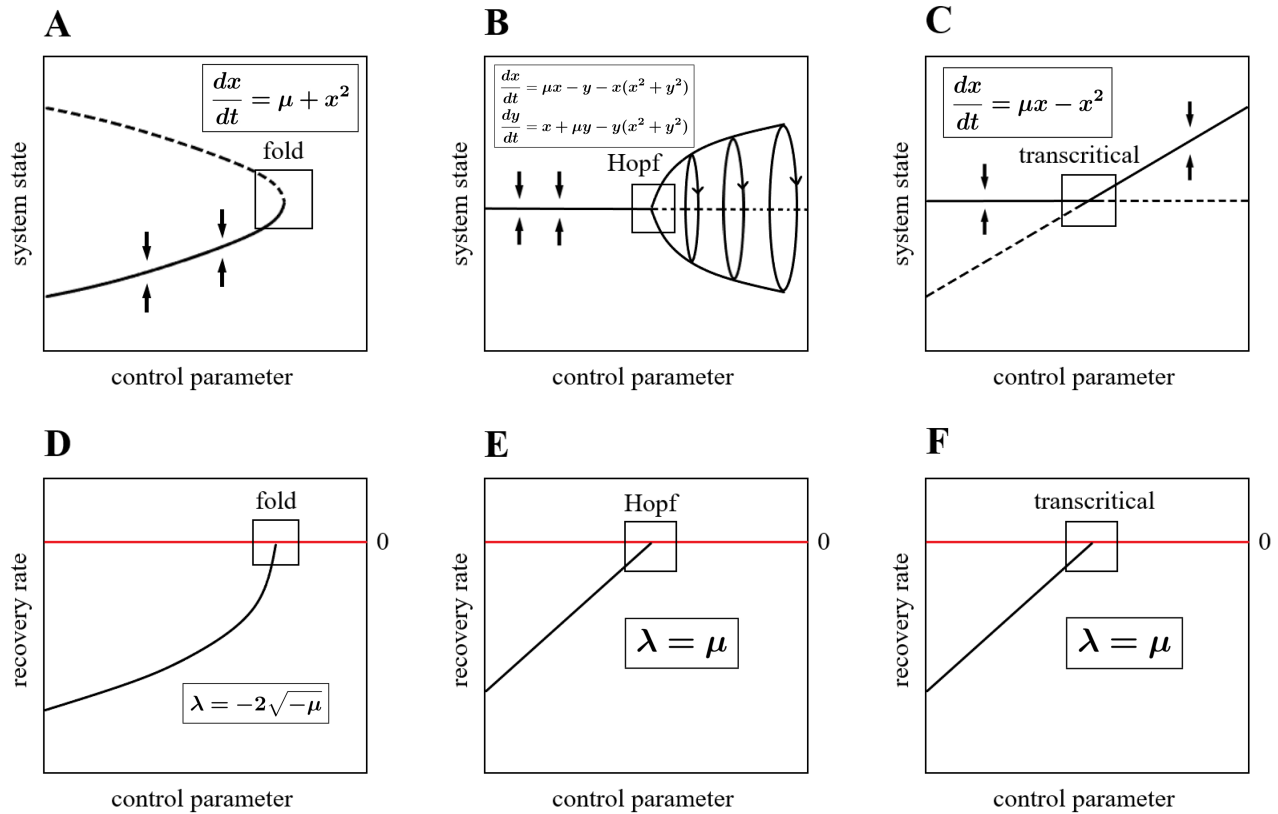 A
B
C
dx/dt = μ + x²
dx/dt = μx − y − x(x² + y²)
dy/dt = x + μy − y(x² + y²)
dx/dt = μx − x²
fold
Hopf
transcritical
system state
system state
system state
control parameter
control parameter
control parameter
D
E
F
fold
Hopf
transcritical
0
0
0
recovery rate
recovery rate
recovery rate
λ = −2√−μ
λ = μ
λ = μ
control parameter
control parameter
control parameter